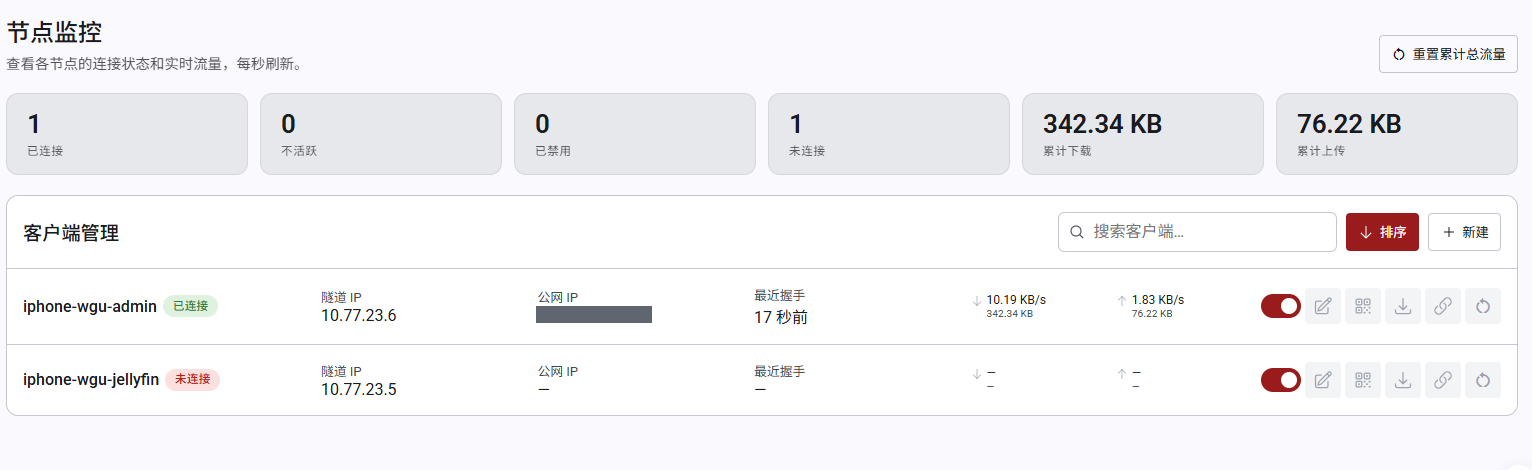 节点监控
查看各节点的连接状态和实时流量，每秒刷新。
重置累计总流量
1
已连接
0
不活跃
0
已禁用
1
未连接
342.34 KB
累计下载
76.22 KB
累计上传
客户端管理
搜索客户端...
↓ 排序
+ 新建
iphone-wgu-admin 已连接
隧道 IP
10.77.23.6
公网 IP
最近握手
17 秒前
↓ 10.19 KB/s
342.34 KB
↑ 1.83 KB/s
76.22 KB
iphone-wgu-jellyfin 未连接
隧道 IP
10.77.23.5
公网 IP
—
最近握手
—
↓ —
—
↑ —
—